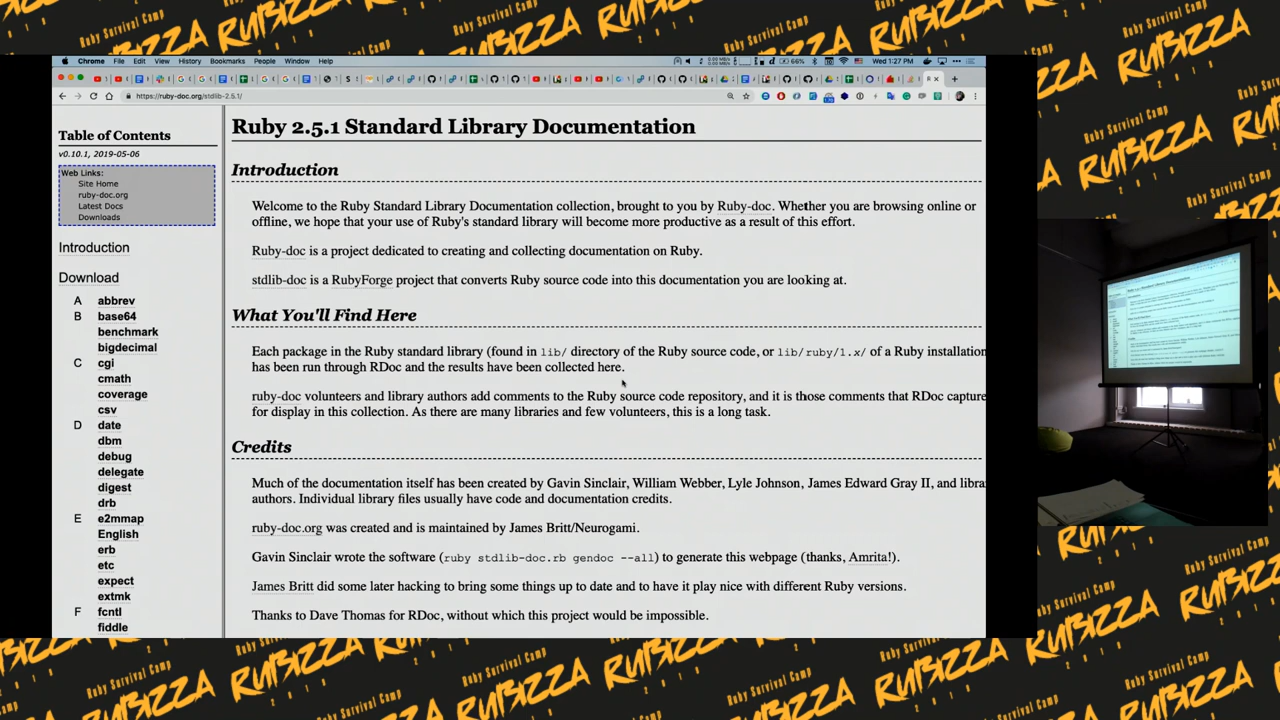 Chrome File Edit View History Bookmarks People Window Help
66% Wed 1:27 PM
https://ruby-doc.org/stdlib-2.5.1/
Table of Contents
v0.10.1, 2019-05-06
Web Links:
Site Home
ruby-doc.org
Latest Docs
Downloads
Introduction
Download
A abbrev
B base64
benchmark
bigdecimal
C cgi
cmath
coverage
csv
D date
dbm
debug
delegate
digest
drb
E e2mmap
English
erb
etc
expect
extmk
F fcntl
fiddle
Ruby 2.5.1 Standard Library Documentation
Introduction
Welcome to the Ruby Standard Library Documentation collection, brought to you by Ruby-doc. Whether you are browsing online or
offline, we hope that your use of Ruby's standard library will become more productive as a result of this effort.
Ruby-doc is a project dedicated to creating and collecting documentation on Ruby.
stdlib-doc is a RubyForge project that converts Ruby source code into this documentation you are looking at.
What You'll Find Here
Each package in the Ruby standard library (found in lib/ directory of the Ruby source code, or lib/ruby/1.x/ of a Ruby installation
has been run through RDoc and the results have been collected here.
ruby-doc volunteers and library authors add comments to the Ruby source code repository, and it is those comments that RDoc capture
for display in this collection. As there are many libraries and few volunteers, this is a long task.
Credits
Much of the documentation itself has been created by Gavin Sinclair, William Webber, Lyle Johnson, James Edward Gray II, and libra
authors. Individual library files usually have code and documentation credits.
ruby-doc.org was created and is maintained by James Britt/Neurogami.
Gavin Sinclair wrote the software (ruby stdlib-doc.rb gendoc --all) to generate this webpage (thanks, Amrita!).
James Britt did some later hacking to bring some things up to date and to have it play nice with different Ruby versions.
Thanks to Dave Thomas for RDoc, without which this project would be impossible.
Ruby Survival Camp
RUBIZZA
2019